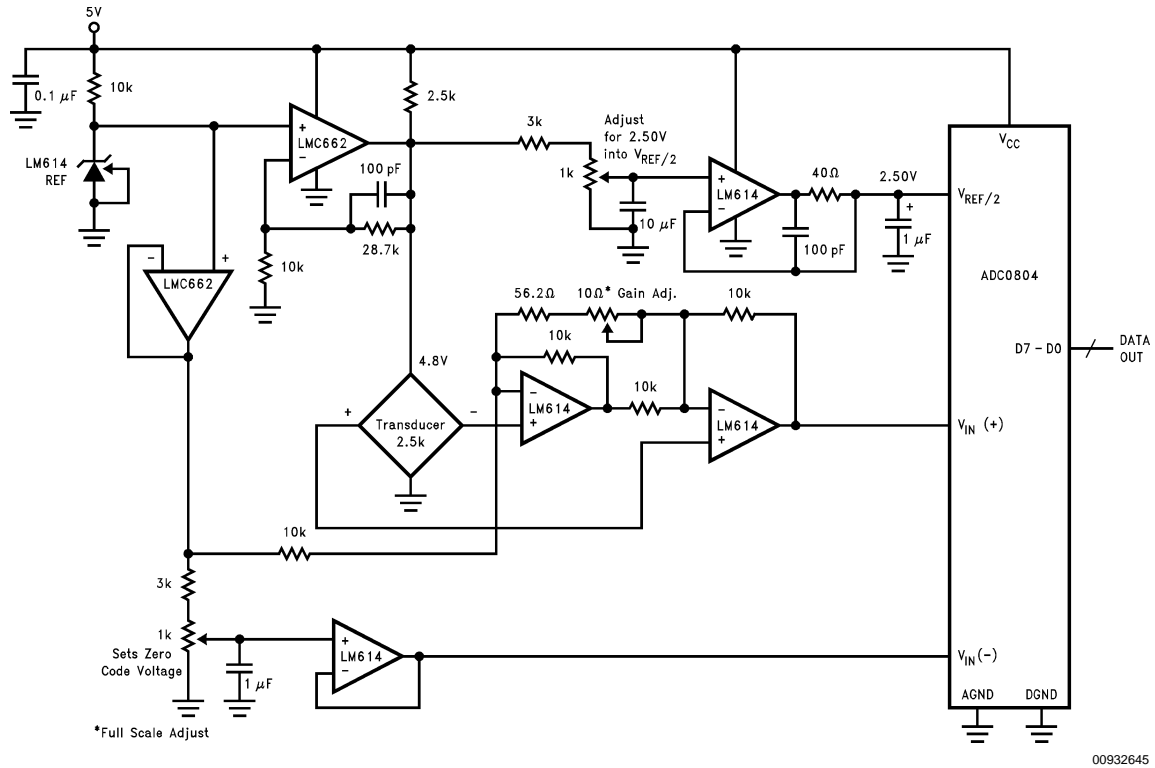 5V
0.1 µF
10k
LM614
REF
+
LMC662
−
2.5k
100 pF
28.7k
10k
−
+
LMC662
3k
Adjust
for 2.50V
into VREF/2
1k
10 µF
+
LM614
−
40Ω
100 pF
2.50V
+
1 µF
VCC
VREF/2
ADC0804
D7 – D0
DATA
OUT
VIN (+)
VIN (−)
AGND
DGND
56.2Ω
10Ω* Gain Adj.
10k
10k
10k
−
LM614
+
−
LM614
+
4.8V
+
−
Transducer
2.5k
10k
3k
1k
Sets Zero
Code Voltage
1 µF
+
LM614
−
*Full Scale Adjust
00932645